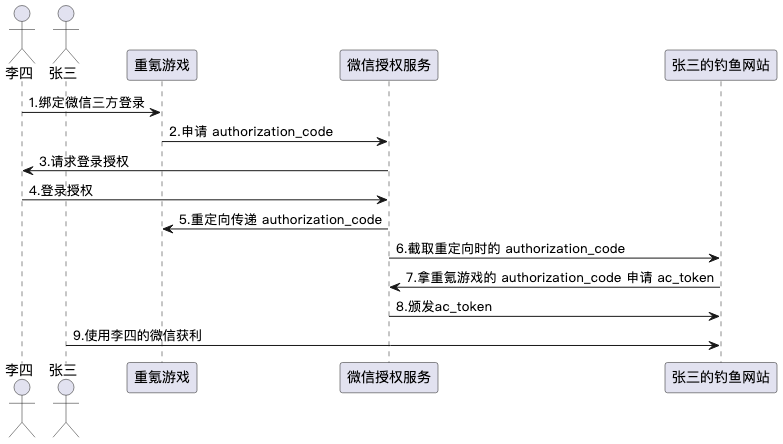 李四
张三
重氪游戏
微信授权服务
张三的钓鱼网站
1.绑定微信三方登录
2.申请 authorization_code
3.请求登录授权
4.登录授权
5.重定向传递 authorization_code
6.截取重定向时的 authorization_code
7.拿重氪游戏的 authorization_code 申请 ac_token
8.颁发ac_token
9.使用李四的微信获利
李四
张三
重氪游戏
微信授权服务
张三的钓鱼网站